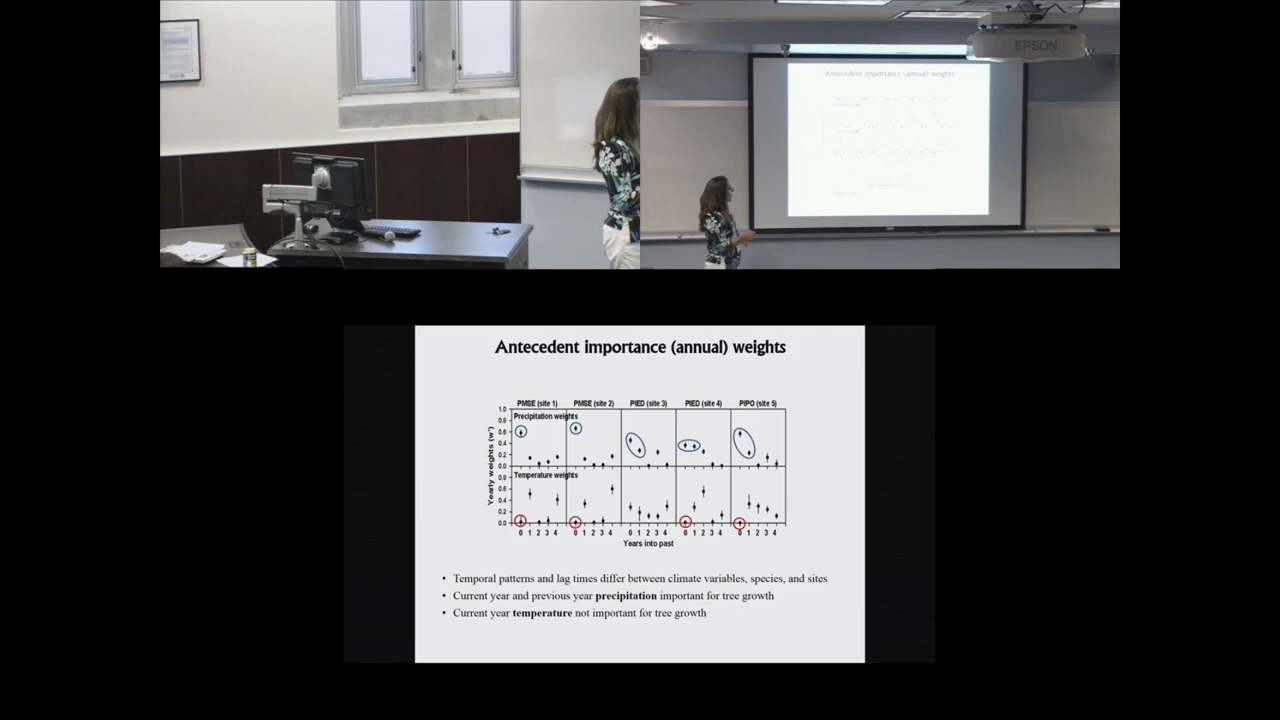 EPSON
Antecedent importance (annual) weights
Antecedent importance (annual) weights
PMSE (site 1) PMSE (site 2) PIED (site 3) PIED (site 4) PIPO (site 5)
1.0
Precipitation weights
0.8
0.6
0.4
0.2
0.0
Temperature weights
0.8
0.6
0.4
0.2
0.0
Yearly weights (w')
0 1 2 3 4 0 1 2 3 4 0 1 2 3 4 0 1 2 3 4 0 1 2 3 4
Years into past
• Temporal patterns and lag times differ between climate variables, species, and sites
• Current year and previous year precipitation important for tree growth
• Current year temperature not important for tree growth